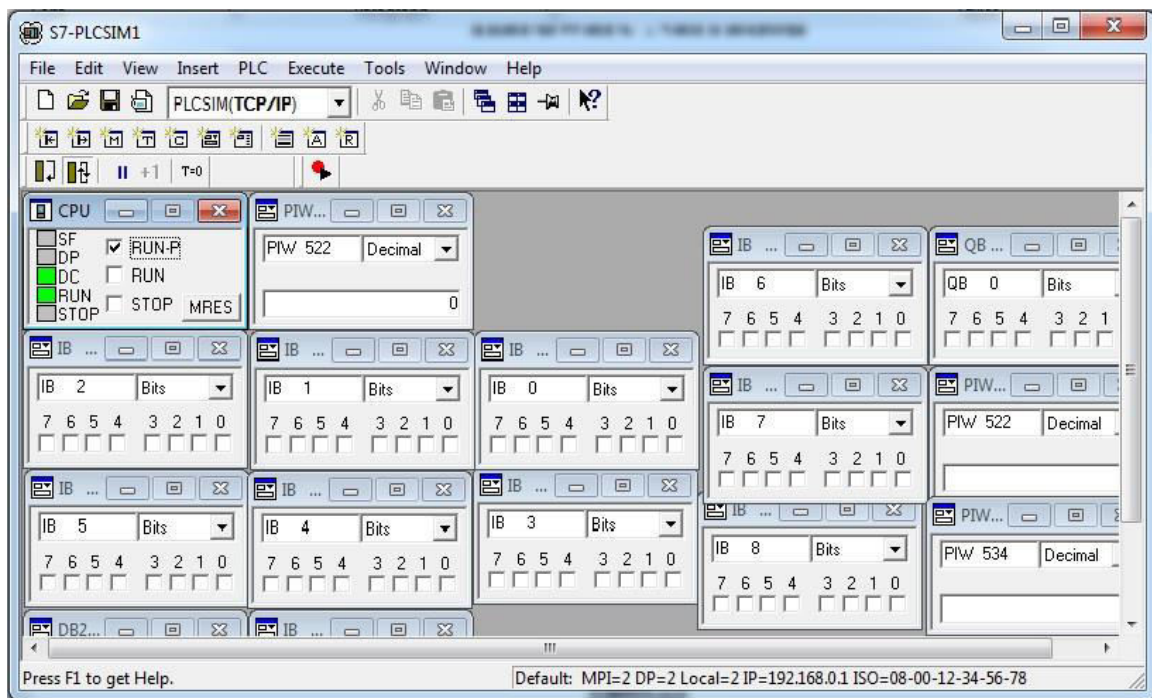 S7-PLCSIM1
File Edit View Insert PLC Execute Tools Window Help
PLCSIM(TCP/IP)
+1 T=0
CPU
SF
DP
DC
RUN
STOP
RUN-P
RUN
STOP MRES
PIW...
PIW 522 Decimal
0
IB ...
IB 6 Bits
7 6 5 4 3 2 1 0
QB ...
QB 0 Bits
7 6 5 4 3 2 1
IB ...
IB 2 Bits
7 6 5 4 3 2 1 0
IB ...
IB 1 Bits
7 6 5 4 3 2 1 0
IB ...
IB 0 Bits
7 6 5 4 3 2 1 0
IB ...
IB 7 Bits
7 6 5 4 3 2 1 0
PIW...
PIW 522 Decimal
IB ...
IB 5 Bits
7 6 5 4 3 2 1 0
IB ...
IB 4 Bits
7 6 5 4 3 2 1 0
IB ...
IB 3 Bits
7 6 5 4 3 2 1 0
IB ...
IB 8 Bits
7 6 5 4 3 2 1 0
PIW...
PIW 534 Decimal
DB2...
IB ...
Press F1 to get Help.
Default: MPI=2 DP=2 Local=2 IP=192.168.0.1 ISO=08-00-12-34-56-78